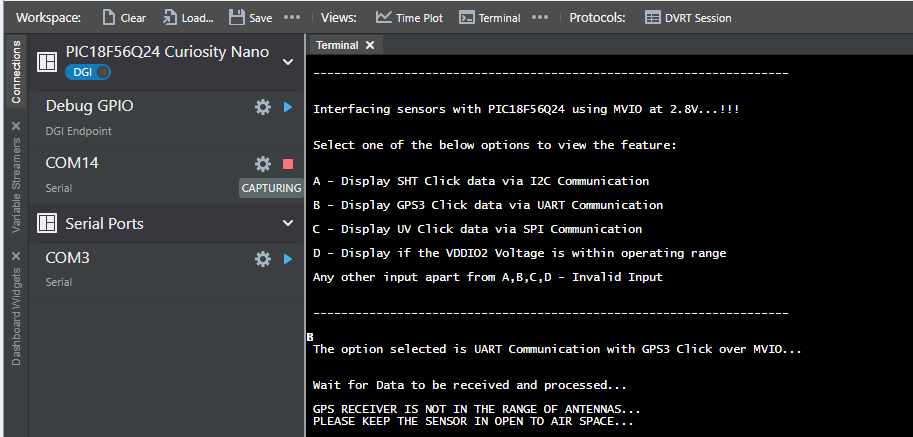 Workspace: Clear Load... Save ••• Views: Time Plot Terminal ••• Protocols: DVRT Session
Connections
Variable Streamers
Dashboard Widgets
PIC18F56Q24 Curiosity Nano
DGI
Debug GPIO
DGI Endpoint
COM14
Serial
CAPTURING
Serial Ports
COM3
Serial
Terminal
--------------------------------------------------------------------
Interfacing sensors with PIC18F56Q24 using MVIO at 2.8V...!!!
Select one of the below options to view the feature:
A - Display SHT Click data via I2C Communication
B - Display GPS3 Click data via UART Communication
C - Display UV Click data via SPI Communication
D - Display if the VDDIO2 Voltage is within operating range
Any other input apart from A,B,C,D - Invalid Input
--------------------------------------------------------------------
B
The option selected is UART Communication with GPS3 Click over MVIO...
Wait for Data to be received and processed...
GPS RECEIVER IS NOT IN THE RANGE OF ANTENNAS...
PLEASE KEEP THE SENSOR IN OPEN TO AIR SPACE...